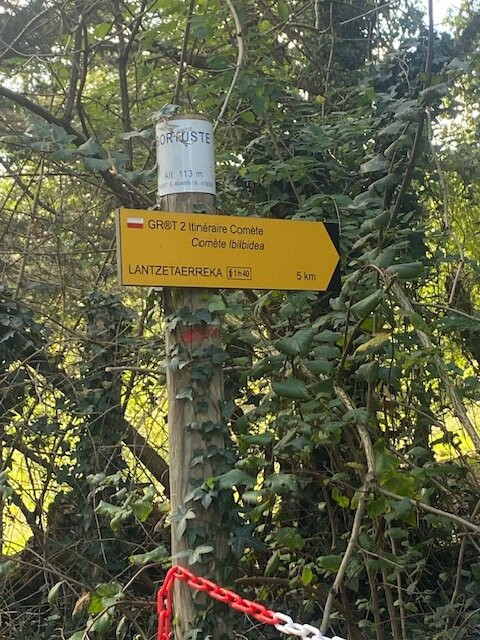 ORTUSTE
Alt. 113 m
GR®T 2 Itinéraire Comète
Comète Ibilbidea
LANTZETAERREKA 1h40 5 km